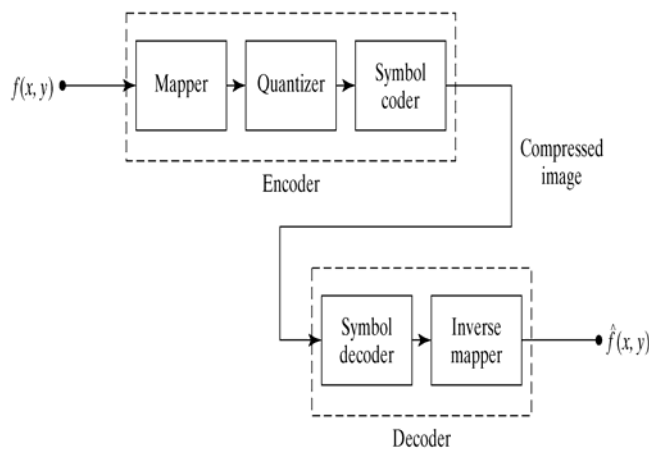 f(x, y)
Mapper
Quantizer
Symbol
coder
Encoder
Compressed
image
Symbol
decoder
Inverse
mapper
f̂(x, y)
Decoder